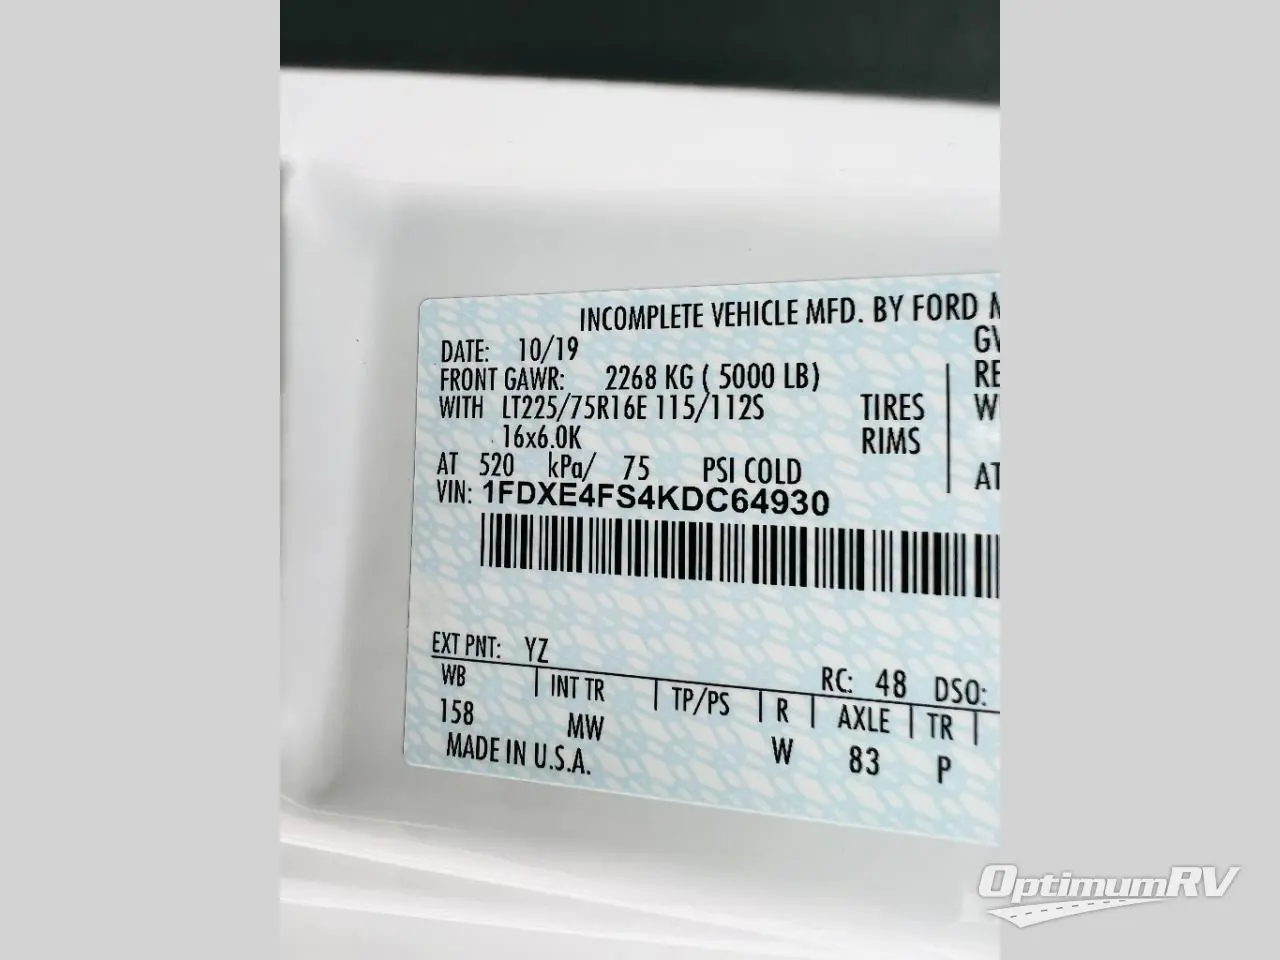 INCOMPLETE VEHICLE MFD. BY FORD
DATE: 10/19
FRONT GAWR: 2268 KG ( 5000 LB)
WITH LT225/75R16E 115/112S TIRES
16x6.0K RIMS
AT 520 kPa/ 75 PSI COLD
VIN: 1FDXE4FS4KDC64930
EXT PNT: YZ RC: 48 DSO:
WB INT TR TP/PS R AXLE TR
158 MW W 83 P
MADE IN U.S.A.
OptimumRV